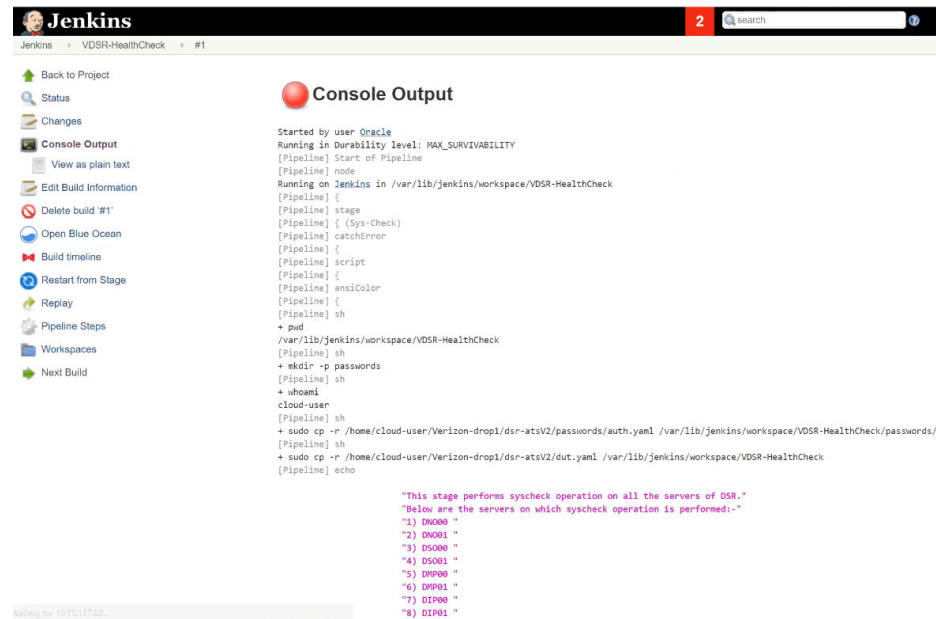 Jenkins
2
search
Jenkins
VDSR-HealthCheck
#1
Back to Project
Status
Changes
Console Output
View as plain text
Edit Build Information
Delete build '#1'
Open Blue Ocean
Build timeline
Restart from Stage
Replay
Pipeline Steps
Workspaces
Next Build
Console Output
Started by user Oracle
Running in Durability level: MAX_SURVIVABILITY
[Pipeline] Start of Pipeline
[Pipeline] node
Running on Jenkins in /var/lib/jenkins/workspace/VDSR-HealthCheck
[Pipeline] {
[Pipeline] stage
[Pipeline] { (Sys-Check)
[Pipeline] catchError
[Pipeline] {
[Pipeline] script
[Pipeline] {
[Pipeline] ansiColor
[Pipeline] {
[Pipeline] sh
+ pwd
/var/lib/jenkins/workspace/VDSR-HealthCheck
[Pipeline] sh
+ mkdir -p passwords
[Pipeline] sh
+ whoami
cloud-user
[Pipeline] sh
+ sudo cp -r /home/cloud-user/Verizon-drop1/dsr-atsV2/passwords/auth.yaml /var/lib/jenkins/workspace/VDSR-HealthCheck/passwords/
[Pipeline] sh
+ sudo cp -r /home/cloud-user/Verizon-drop1/dsr-atsV2/dut.yaml /var/lib/jenkins/workspace/VDSR-HealthCheck
[Pipeline] echo
"This stage performs syscheck operation on all the servers of DSR."
"Below are the servers on which syscheck operation is performed:-"
"1) DNO00 "
"2) DNO01 "
"3) DSO00 "
"4) DSO01 "
"5) DMP00 "
"6) DMP01 "
"7) DIP00 "
"8) DIP01 "
Waiting for